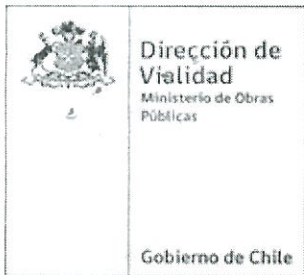 Dirección de
Vialidad
Ministerio de Obras
Públicas
Gobierno de Chile